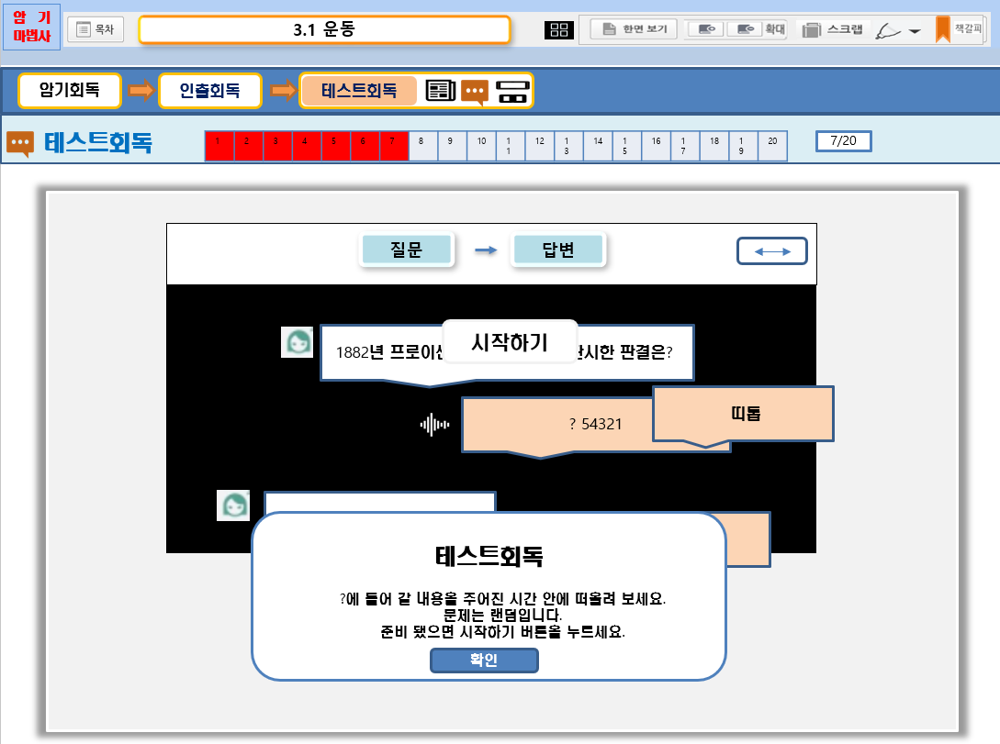 암 기
마법사
목차
3.1 운동
한면 보기
확대
스크랩
책갈피
암기회독
인출회독
테스트회독
테스트회독
1 2 3 4 5 6 7 8 9 10 11 12 13 14 15 16 17 18 19 20
7/20
질문
답변
1882년 프로이센 시한 판결은?
시작하기
? 54321
띠톱
테스트회독
?에 들어 갈 내용을 주어진 시간 안에 떠올려 보세요.
문제는 랜덤입니다.
준비 됐으면 시작하기 버튼을 누르세요.
확인